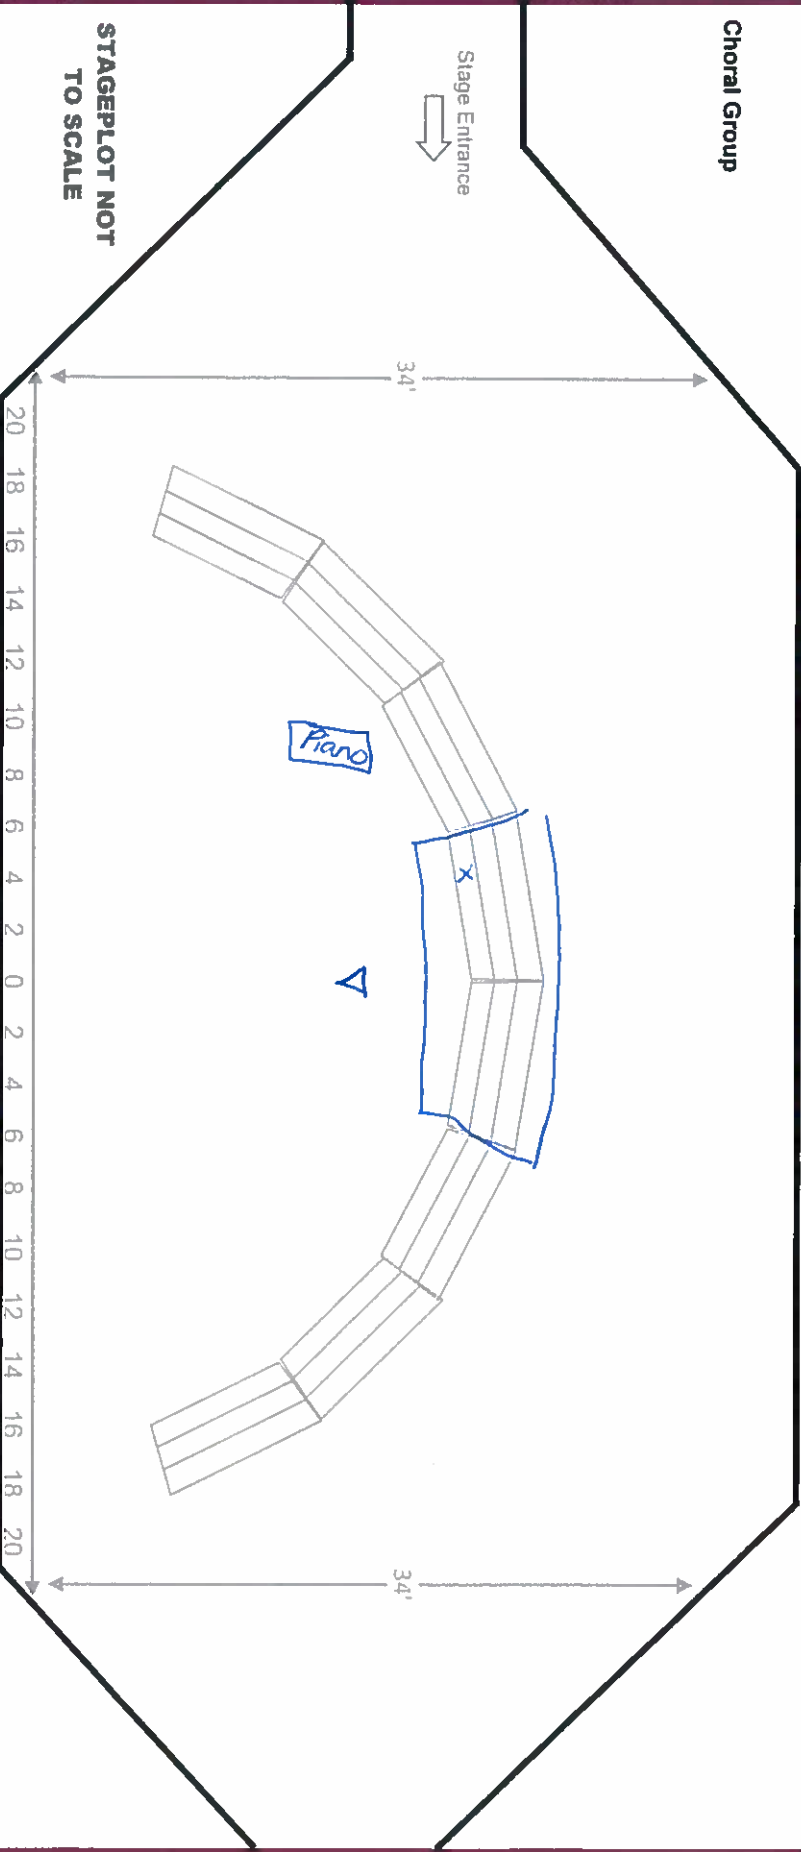 Choral Group
Stage Entrance
STAGEPLOT NOT
TO SCALE
34'
34'
Piano
x
20 18 16 14 12 10 8 6 4 2 0 2 4 6 8 10 12 14 16 18 20